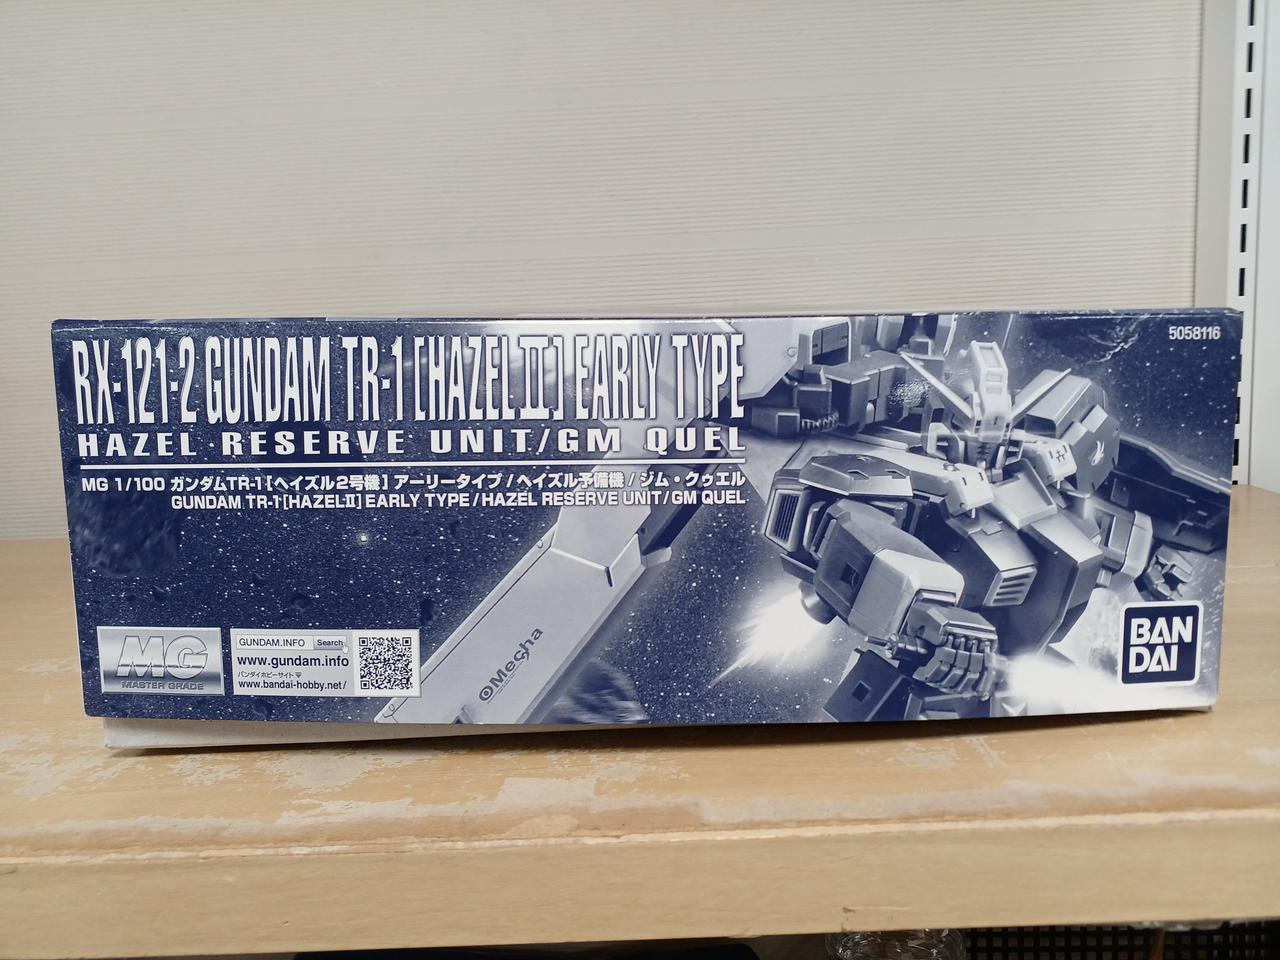 5058116
RX-121-2 GUNDAM TR-1 [HAZEL II] EARLY TYPE
HAZEL RESERVE UNIT/GM QUEL
MG 1/100 ガンダムTR-1 [ヘイズル2号機] アーリータイプ/ヘイズル予備機/ジム・クゥエル
GUNDAM TR-1 [HAZEL II] EARLY TYPE/HAZEL RESERVE UNIT/GM QUEL
Mecha
MG
MASTER GRADE
GUNDAM.INFO Search
www.gundam.info
バンダイホビーサイト
www.bandai-hobby.net/
BAN
DAI